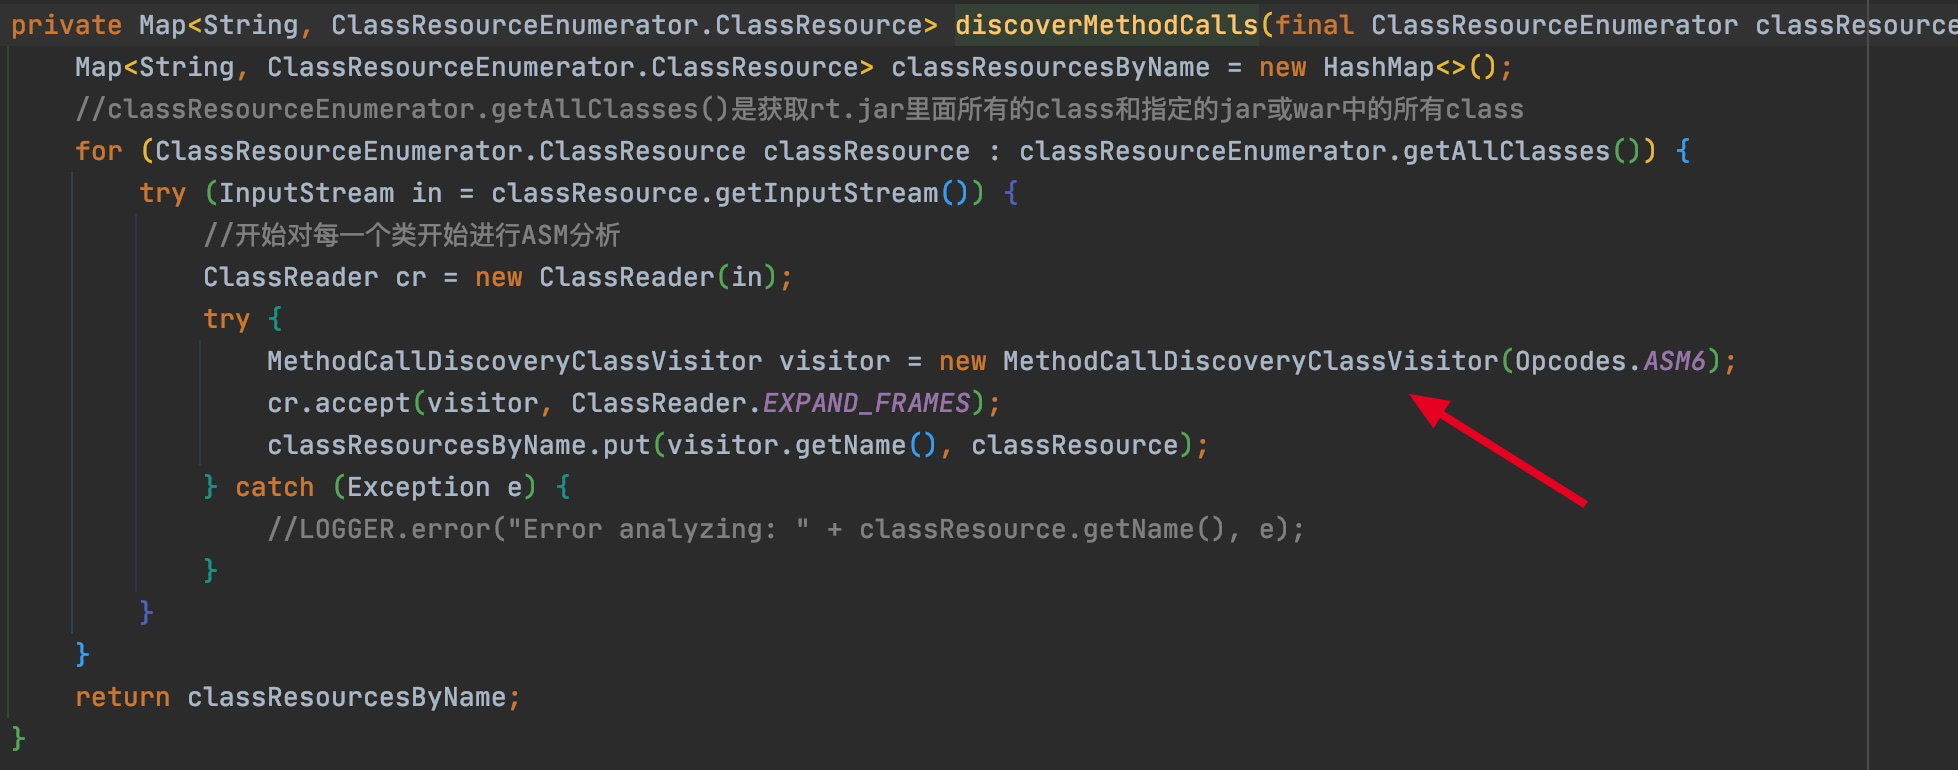 private Map<String, ClassResourceEnumerator.ClassResource> discoverMethodCalls(final ClassResourceEnumerator classResource
    Map<String, ClassResourceEnumerator.ClassResource> classResourcesByName = new HashMap<>();
    //classResourceEnumerator.getAllClasses()是获取rt.jar里面所有的class和指定的jar或war中的所有class
    for (ClassResourceEnumerator.ClassResource classResource : classResourceEnumerator.getAllClasses()) {
        try (InputStream in = classResource.getInputStream()) {
            //开始对每一个类开始进行ASM分析
            ClassReader cr = new ClassReader(in);
            try {
                MethodCallDiscoveryClassVisitor visitor = new MethodCallDiscoveryClassVisitor(Opcodes.ASM6);
                cr.accept(visitor, ClassReader.EXPAND_FRAMES);
                classResourcesByName.put(visitor.getName(), classResource);
            } catch (Exception e) {
                //LOGGER.error("Error analyzing: " + classResource.getName(), e);
            }
        }
    }
    return classResourcesByName;
}